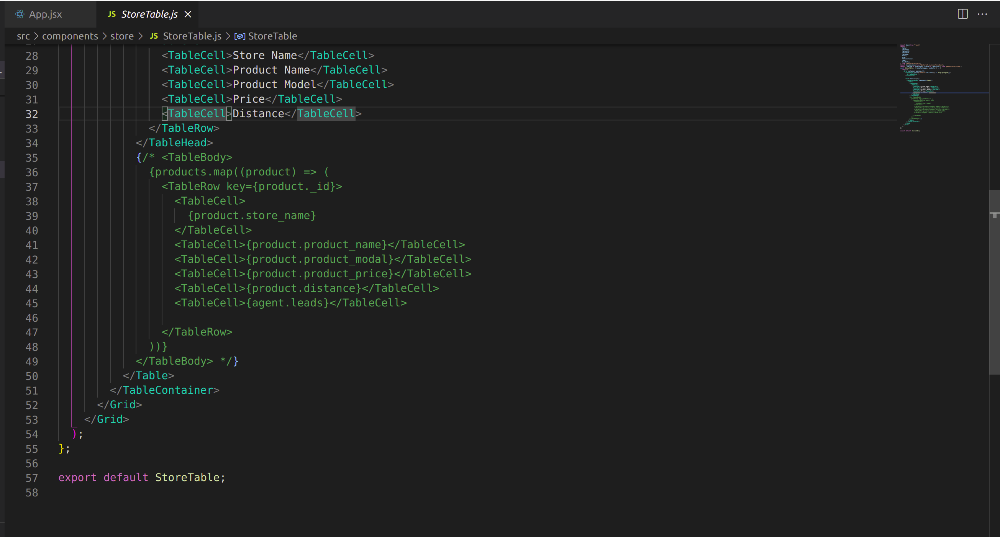 App.jsx
JS StoreTable.js
src > components > store > JS StoreTable.js > StoreTable
28 <TableCell>Store Name</TableCell>
29 <TableCell>Product Name</TableCell>
30 <TableCell>Product Model</TableCell>
31 <TableCell>Price</TableCell>
32 <TableCell>Distance</TableCell>
33 </TableRow>
34 </TableHead>
35 {/* <TableBody>
36 {products.map((product) => (
37 <TableRow key={product._id}>
38 <TableCell>
39 {product.store_name}
40 </TableCell>
41 <TableCell>{product.product_name}</TableCell>
42 <TableCell>{product.product_modal}</TableCell>
43 <TableCell>{product.product_price}</TableCell>
44 <TableCell>{product.distance}</TableCell>
45 <TableCell>{agent.leads}</TableCell>
46
47 </TableRow>
48 ))}
49 </TableBody> */}
50 </Table>
51 </TableContainer>
52 </Grid>
53 </Grid>
54 );
55 };
56
57 export default StoreTable;
58